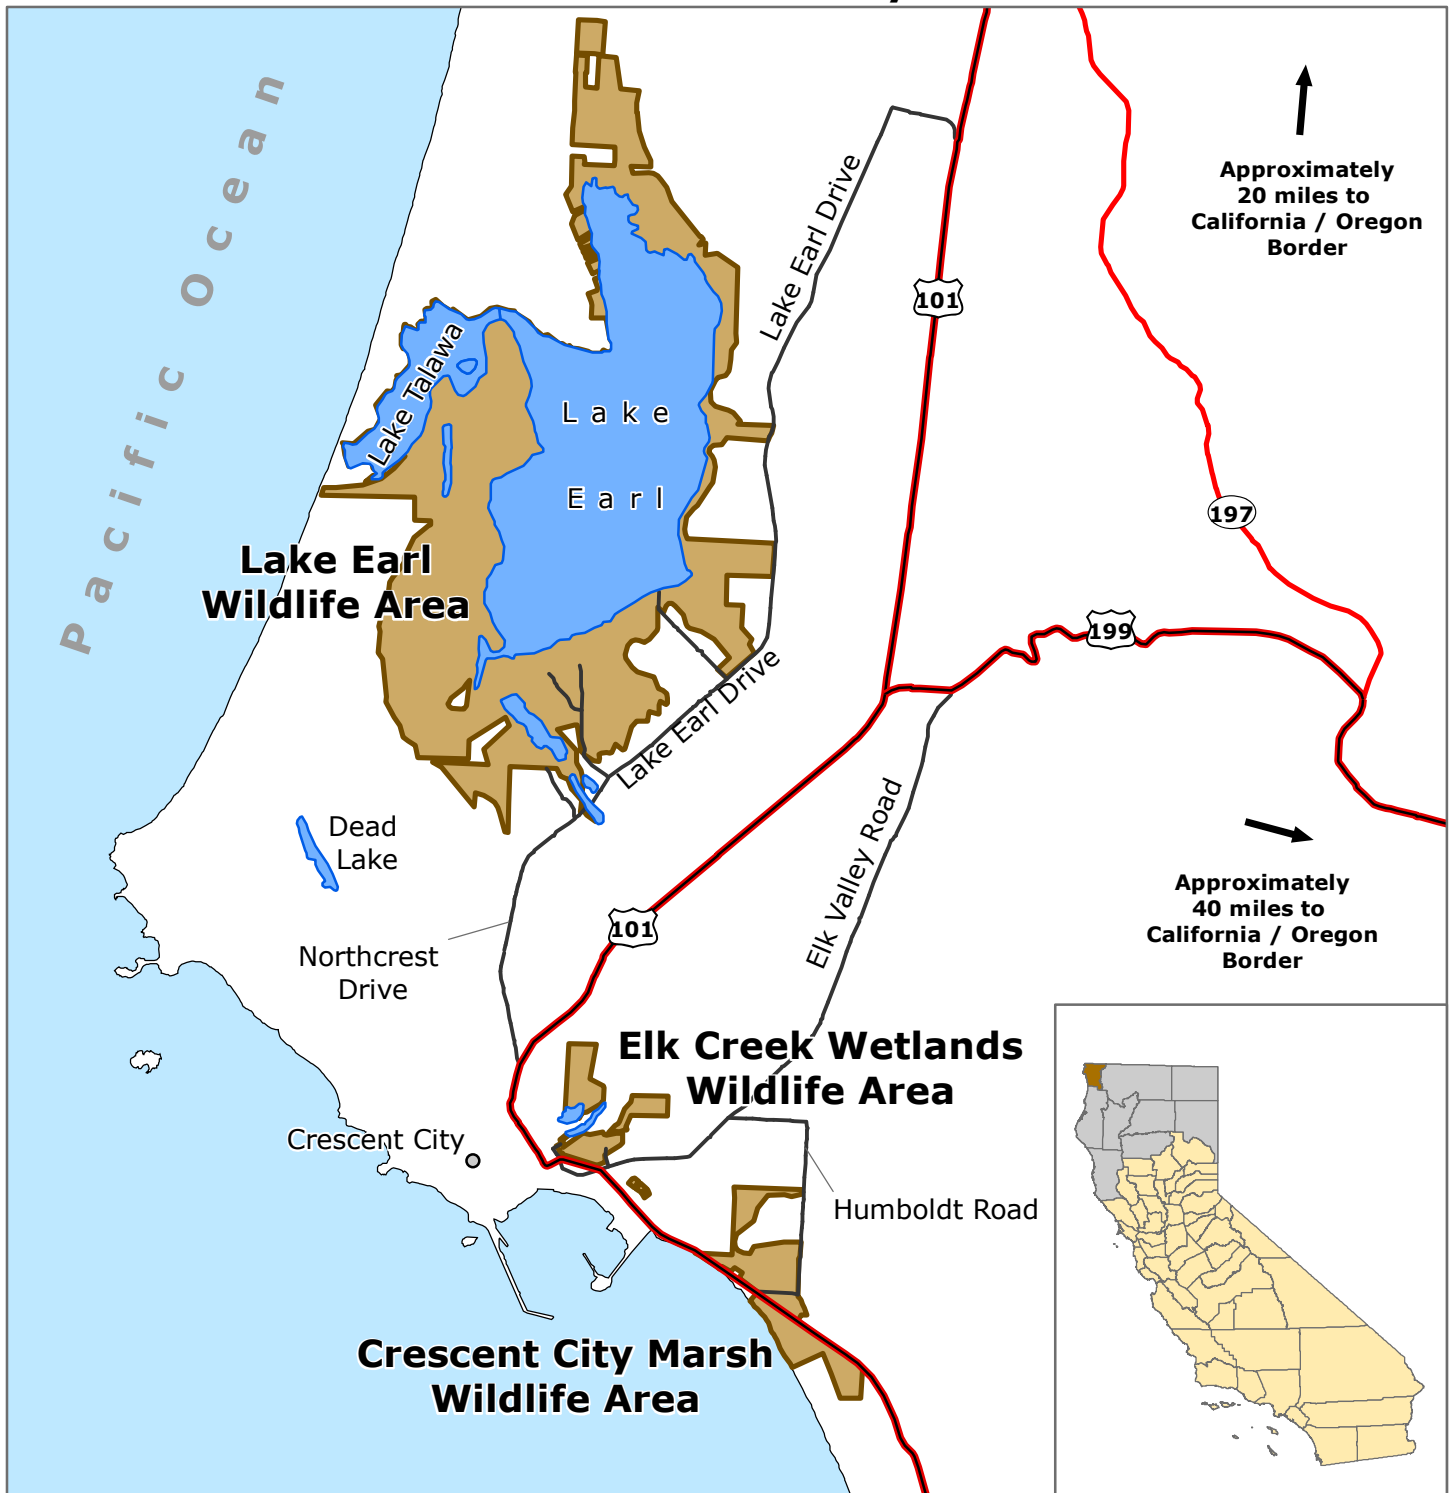 Pacific Ocean
Approximately
20 miles to
California / Oregon
Border
Lake Earl Drive
101
Lake Talawa
Lake
Earl
197
Lake Earl
Wildlife Area
199
Lake Earl Drive
Dead
Lake
Elk Valley Road
Approximately
40 miles to
California / Oregon
Border
101
Northcrest
Drive
Elk Creek Wetlands
Wildlife Area
Crescent City
Humboldt Road
Crescent City Marsh
Wildlife Area